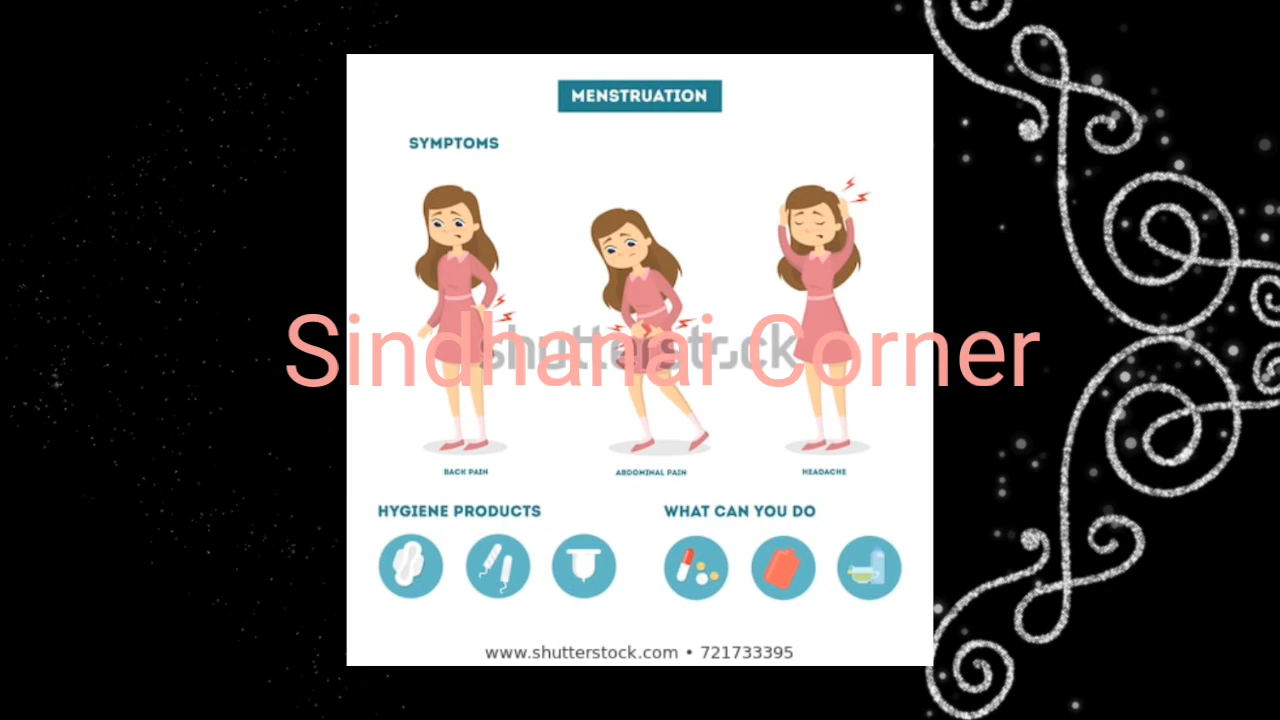 MENSTRUATION
SYMPTOMS
shutterstock
Sindhanai Corner
BACK PAIN
ABDOMINAL PAIN
HEADACHE
HYGIENE PRODUCTS
WHAT CAN YOU DO
www.shutterstock.com • 721733395